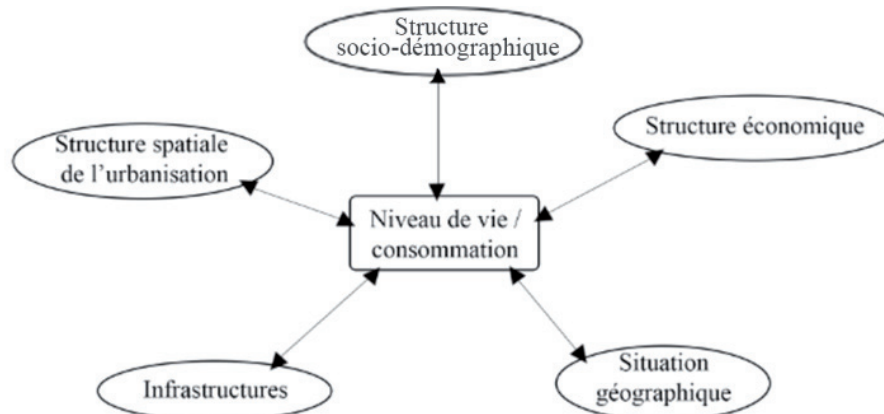 Structure
socio-démographique
Structure économique
Structure spatiale
de l’urbanisation
Niveau de vie /
consommation
Infrastructures
Situation
géographique